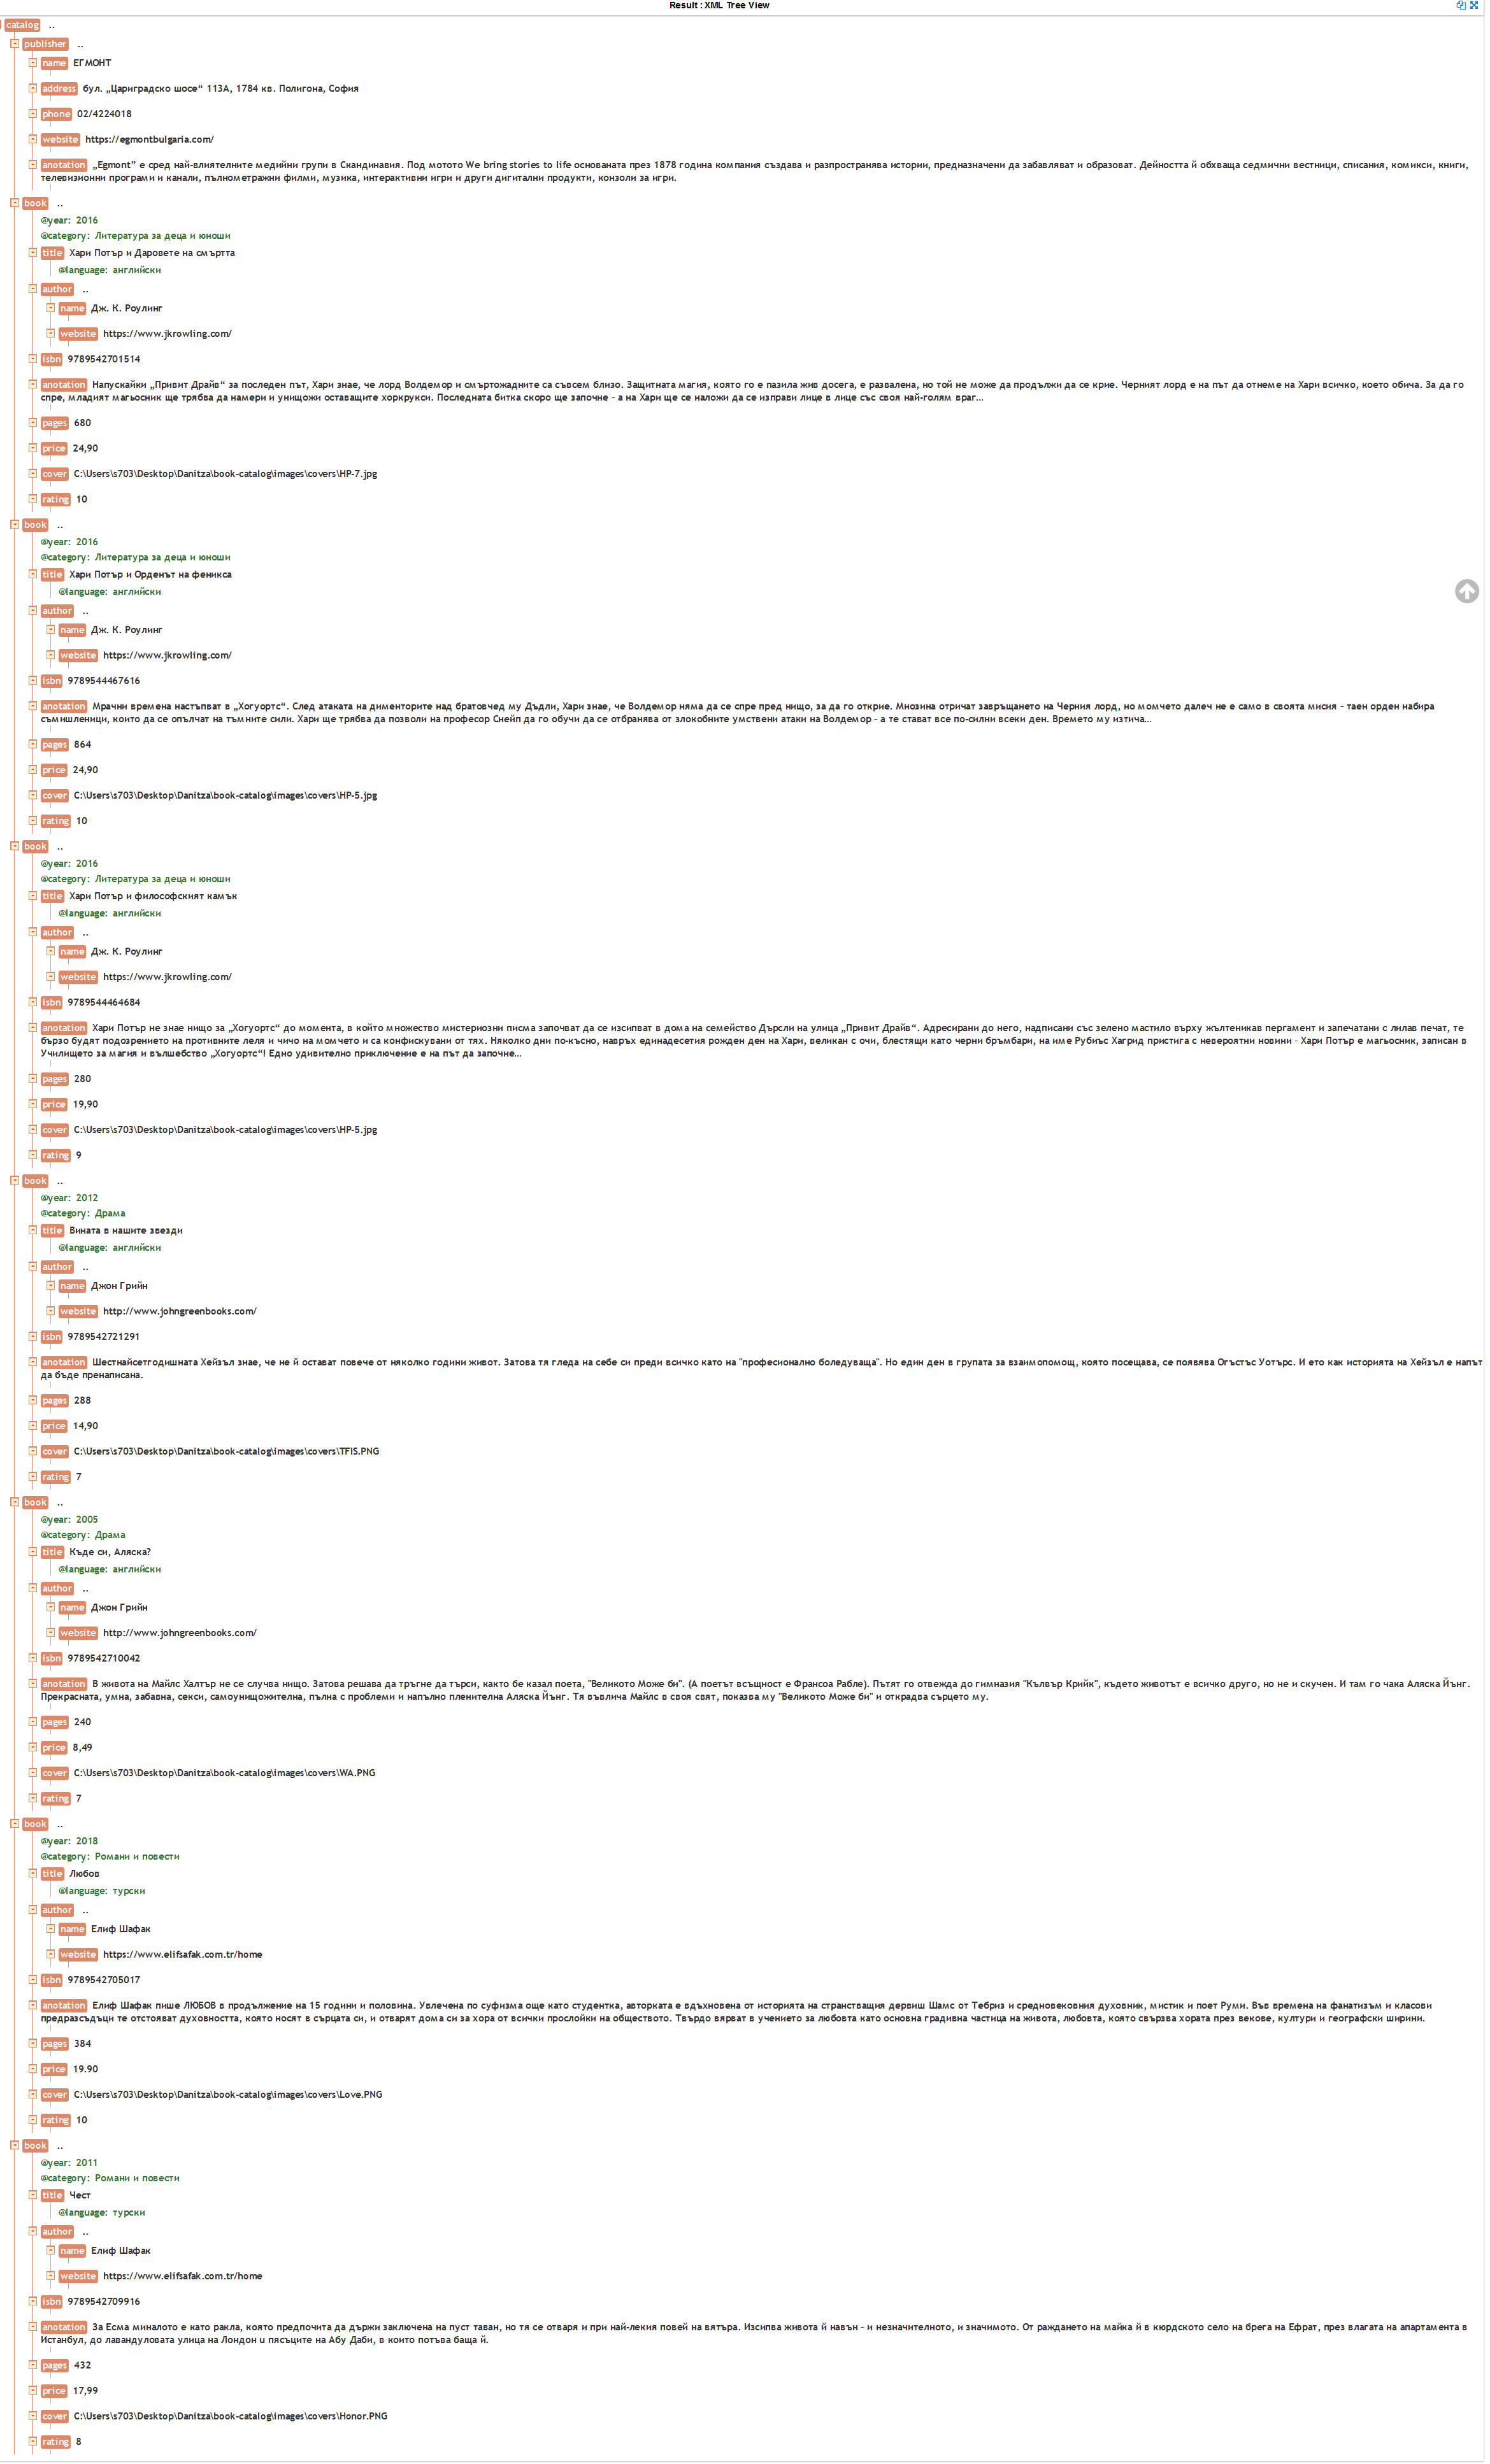 Result : XML Tree View
catalog ..
publisher ..
name ЕГМОНТ
address бул. „Цариградско шосе“ 113А, 1784 кв. Полигона, София
phone 02/4224018
website https://egmontbulgaria.com/
anotation „Egmont” е сред най-влиятелните медийни групи в Скандинавия. Под мотото We bring stories to life основаната през 1878 година компания създава и разпространява истории, предназначени да забавляват и образоват. Дейността ѝ обхваща седмични вестници, списания, комикси, книги,
телевизионни програми и канали, пълнометражни филми, музика, интерактивни игри и други дигитални продукти, конзоли за игри.
book ..
@year: 2016
@category: Литература за деца и юноши
title Хари Потър и Даровете на смъртта
@language: английски
author ..
name Дж. К. Роулинг
website https://www.jkrowling.com/
isbn 9789542701514
anotation Напускайки „Привит Драйв“ за последен път, Хари знае, че лорд Волдемор и смъртожадните са съвсем близо. Защитната магия, която го е пазила жив досега, е развалена, но той не може да продължи да се крие. Черният лорд е на път да отнеме на Хари всичко, което обича. За да го
спре, младият магьосник ще трябва да намери и унищожи оставащите хоркрукси. Последната битка скоро ще започне – а на Хари ще се наложи да се изправи лице в лице със своя най-голям враг...
pages 680
price 24,90
cover C:\Users\s703\Desktop\Danitza\book-catalog\images\covers\HP-7.jpg
rating 10
book ..
@year: 2016
@category: Литература за деца и юноши
title Хари Потър и Орденът на феникса
@language: английски
author ..
name Дж. К. Роулинг
website https://www.jkrowling.com/
isbn 9789544467616
anotation Мрачни времена настъпват в „Хогуортс“. След атаката на дименторите над братовчед му Дъдли, Хари знае, че Волдемор няма да се спре пред нищо, за да го открие. Мнозина отричат завръщането на Черния лорд, но момчето далеч не е само в своята мисия – таен орден набира
съмишленици, които да се опълчат на тъмните сили. Хари ще трябва да позволи на професор Снейп да го обучи да се отбранява от злокобните умствени атаки на Волдемор – а те стават все по-силни всеки ден. Времето му изтича...
pages 864
price 24,90
cover C:\Users\s703\Desktop\Danitza\book-catalog\images\covers\HP-5.jpg
rating 10
book ..
@year: 2016
@category: Литература за деца и юноши
title Хари Потър и философският камък
@language: английски
author ..
name Дж. К. Роулинг
website https://www.jkrowling.com/
isbn 9789544464684
anotation Хари Потър не знае нищо за „Хогуортс“ до момента, в който множество мистериозни писма започват да се изсипват в дома на семейство Дърсли на улица „Привит Драйв“. Адресирани до него, надписани със зелено мастило върху жълтеникав пергамент и запечатани с лилав печат, те
бързо будят подозрението на противните леля и чичо на момчето и са конфискувани от тях. Няколко дни по-късно, навръх единадесетия рожден ден на Хари, великан с очи, блестящи като черни бръмбари, на име Рубиъс Хагрид пристига с невероятни новини – Хари Потър е магьосник, записан в
Училището за магия и вълшебство „Хогуортс“! Едно удивително приключение е на път да започне...
pages 280
price 19,90
cover C:\Users\s703\Desktop\Danitza\book-catalog\images\covers\HP-5.jpg
rating 9
book ..
@year: 2012
@category: Драма
title Вината в нашите звезди
@language: английски
author ..
name Джон Грийн
website http://www.johngreenbooks.com/
isbn 9789542721291
anotation Шестнайсетгодишната Хейзъл знае, че не й остават повече от няколко години живот. Затова тя гледа на себе си преди всичко като на "професионално боледуваща". Но един ден в групата за взаимопомощ, която посещава, се появява Огъстъс Уотърс. И ето как историята на Хейзъл е напът
да бъде пренаписана.
pages 288
price 14,90
cover C:\Users\s703\Desktop\Danitza\book-catalog\images\covers\TFIS.PNG
rating 7
book ..
@year: 2005
@category: Драма
title Къде си, Аляска?
@language: английски
author ..
name Джон Грийн
website http://www.johngreenbooks.com/
isbn 9789542710042
anotation В живота на Майлс Халтър не се случва нищо. Затова решава да тръгне да търси, както бе казал поета, "Великото Може би". (А поетът всъщност е Франсоа Рабле). Пътят го отвежда до гимназия "Кълвър Крийк", където животът е всичко друго, но не и скучен. И там го чака Аляска Йънг.
Прекрасната, умна, забавна, секси, самоунищожителна, пълна с проблеми и напълно пленителна Аляска Йънг. Тя въвлича Майлс в своя свят, показва му "Великото Може би" и открадва сърцето му.
pages 240
price 8,49
cover C:\Users\s703\Desktop\Danitza\book-catalog\images\covers\WA.PNG
rating 7
book ..
@year: 2018
@category: Романи и повести
title Любов
@language: турски
author ..
name Елиф Шафак
website https://www.elifsafak.com.tr/home
isbn 9789542705017
anotation Елиф Шафак пише ЛЮБОВ в продължение на 15 години и половина. Увлечена по суфизма още като студентка, авторката е вдъхновена от историята на странстващия дервиш Шамс от Тебриз и средновековния духовник, мистик и поет Руми. Във времена на фанатизъм и класови
предразсъдъци те отстояват духовността, която носят в сърцата си, и отварят дома си за хора от всички прослойки на обществото. Твърдо вярват в учението за любовта като основна градивна частица на живота, любовта, която свързва хората през векове, култури и географски ширини.
pages 384
price 19.90
cover C:\Users\s703\Desktop\Danitza\book-catalog\images\covers\Love.PNG
rating 10
book ..
@year: 2011
@category: Романи и повести
title Чест
@language: турски
author ..
name Елиф Шафак
website https://www.elifsafak.com.tr/home
isbn 9789542709916
anotation За Есма миналото е като ракла, която предпочита да държи заключена на пуст таван, но тя се отваря и при най-лекия повей на вятъра. Изсипва живота й навън – и незначителното, и значимото. От раждането на майка й в кюрдското село на брега на Ефрат, през влагата на апартамента в
Истанбул, до лавандуловата улица на Лондон и пясъците на Абу Даби, в които потъва баща й.
pages 432
price 17,99
cover C:\Users\s703\Desktop\Danitza\book-catalog\images\covers\Honor.PNG
rating 8